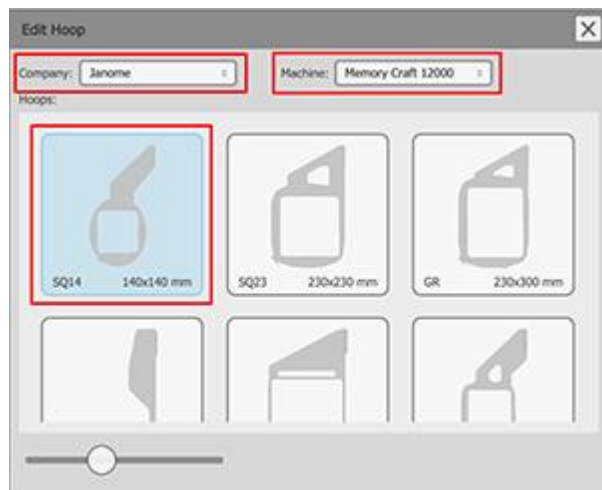 Edit Hoop
Company: Janome Machine: Memory Craft 12000
Hoops:
SQ14 140x140 mm SQ23 230x230 mm GR 230x300 mm